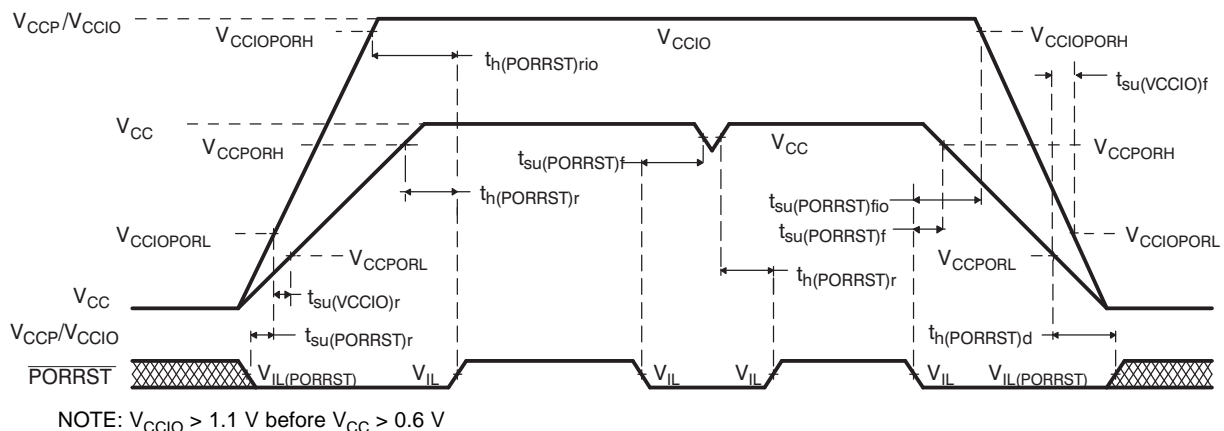 VCCP/VCCIO
VCCIOPORH VCCIO VCCIOPORH
th(PORRST)rio tsu(VCCIO)f
VCC
VCCPORH tsu(PORRST)f VCC VCCPORH
th(PORRST)r tsu(PORRST)fio
VCCIOPORL tsu(PORRST)f VCCIOPORL
VCCPORL VCCPORL
th(PORRST)r
VCC tsu(VCCIO)r
VCCP/VCCIO tsu(PORRST)r th(PORRST)d
PORRST VIL(PORRST) VIL VIL VIL VIL VIL(PORRST)
NOTE: VCCIO > 1.1 V before VCC > 0.6 V